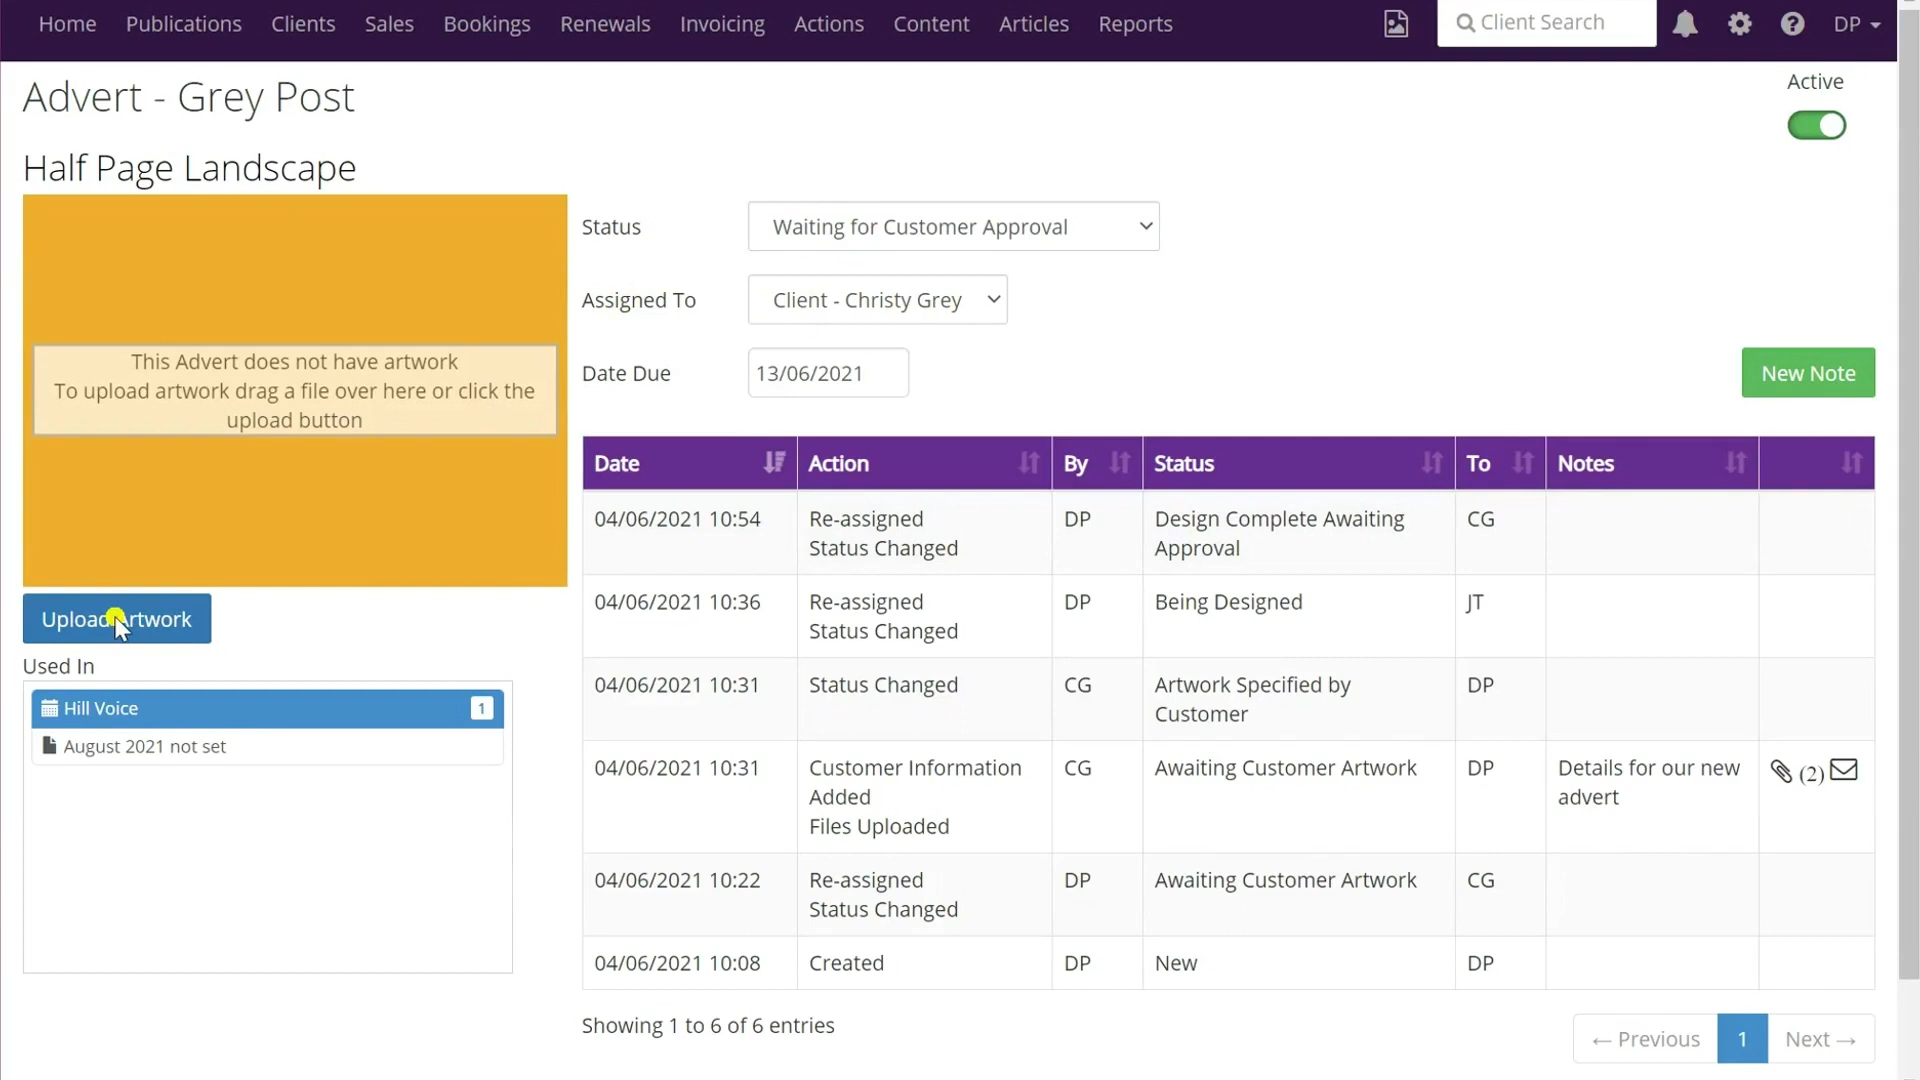 Home Publications Clients Sales Bookings Renewals Invoicing Actions Content Articles Reports Client Search DP
Advert - Grey Post
Active
Half Page Landscape
This Advert does not have artwork
To upload artwork drag a file over here or click the
upload button
Upload Artwork
Used In
Hill Voice 1
August 2021 not set
Status Waiting for Customer Approval
Assigned To Client - Christy Grey
Date Due 13/06/2021
New Note
Date Action By Status To Notes
04/06/2021 10:54 Re-assigned DP Design Complete Awaiting CG
Status Changed Approval
04/06/2021 10:36 Re-assigned DP Being Designed JT
Status Changed
04/06/2021 10:31 Status Changed CG Artwork Specified by DP
Customer
04/06/2021 10:31 Customer Information CG Awaiting Customer Artwork DP Details for our new (2)
Added advert
Files Uploaded
04/06/2021 10:22 Re-assigned DP Awaiting Customer Artwork CG
Status Changed
04/06/2021 10:08 Created DP New DP
Showing 1 to 6 of 6 entries
← Previous 1 Next →